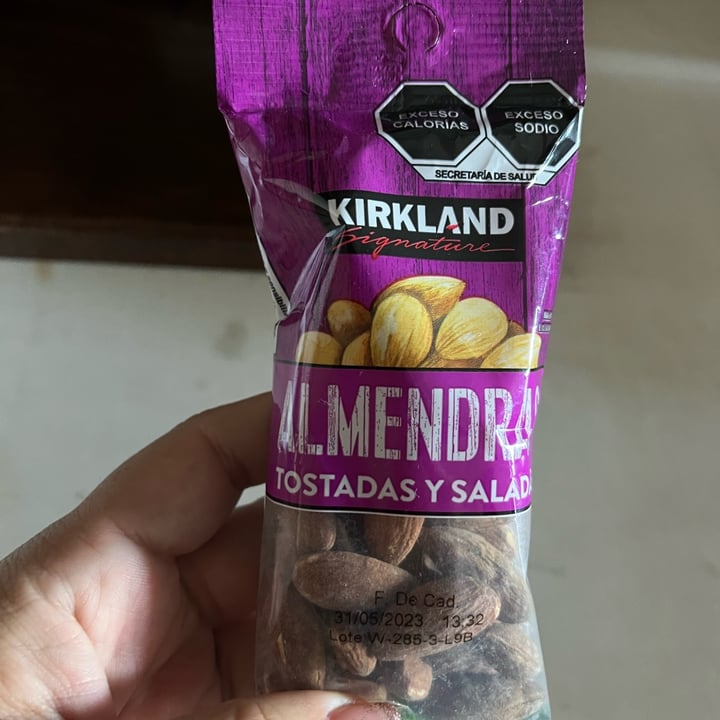 EXCESO CALORÍAS
EXCESO SODIO
SECRETARÍA DE SALUD
KIRKLAND
Signature
ALMENDRAS
TOSTADAS Y SALAD
F. De Cad.
31/05/2023 13:32
Lote:W-285-3-L9B